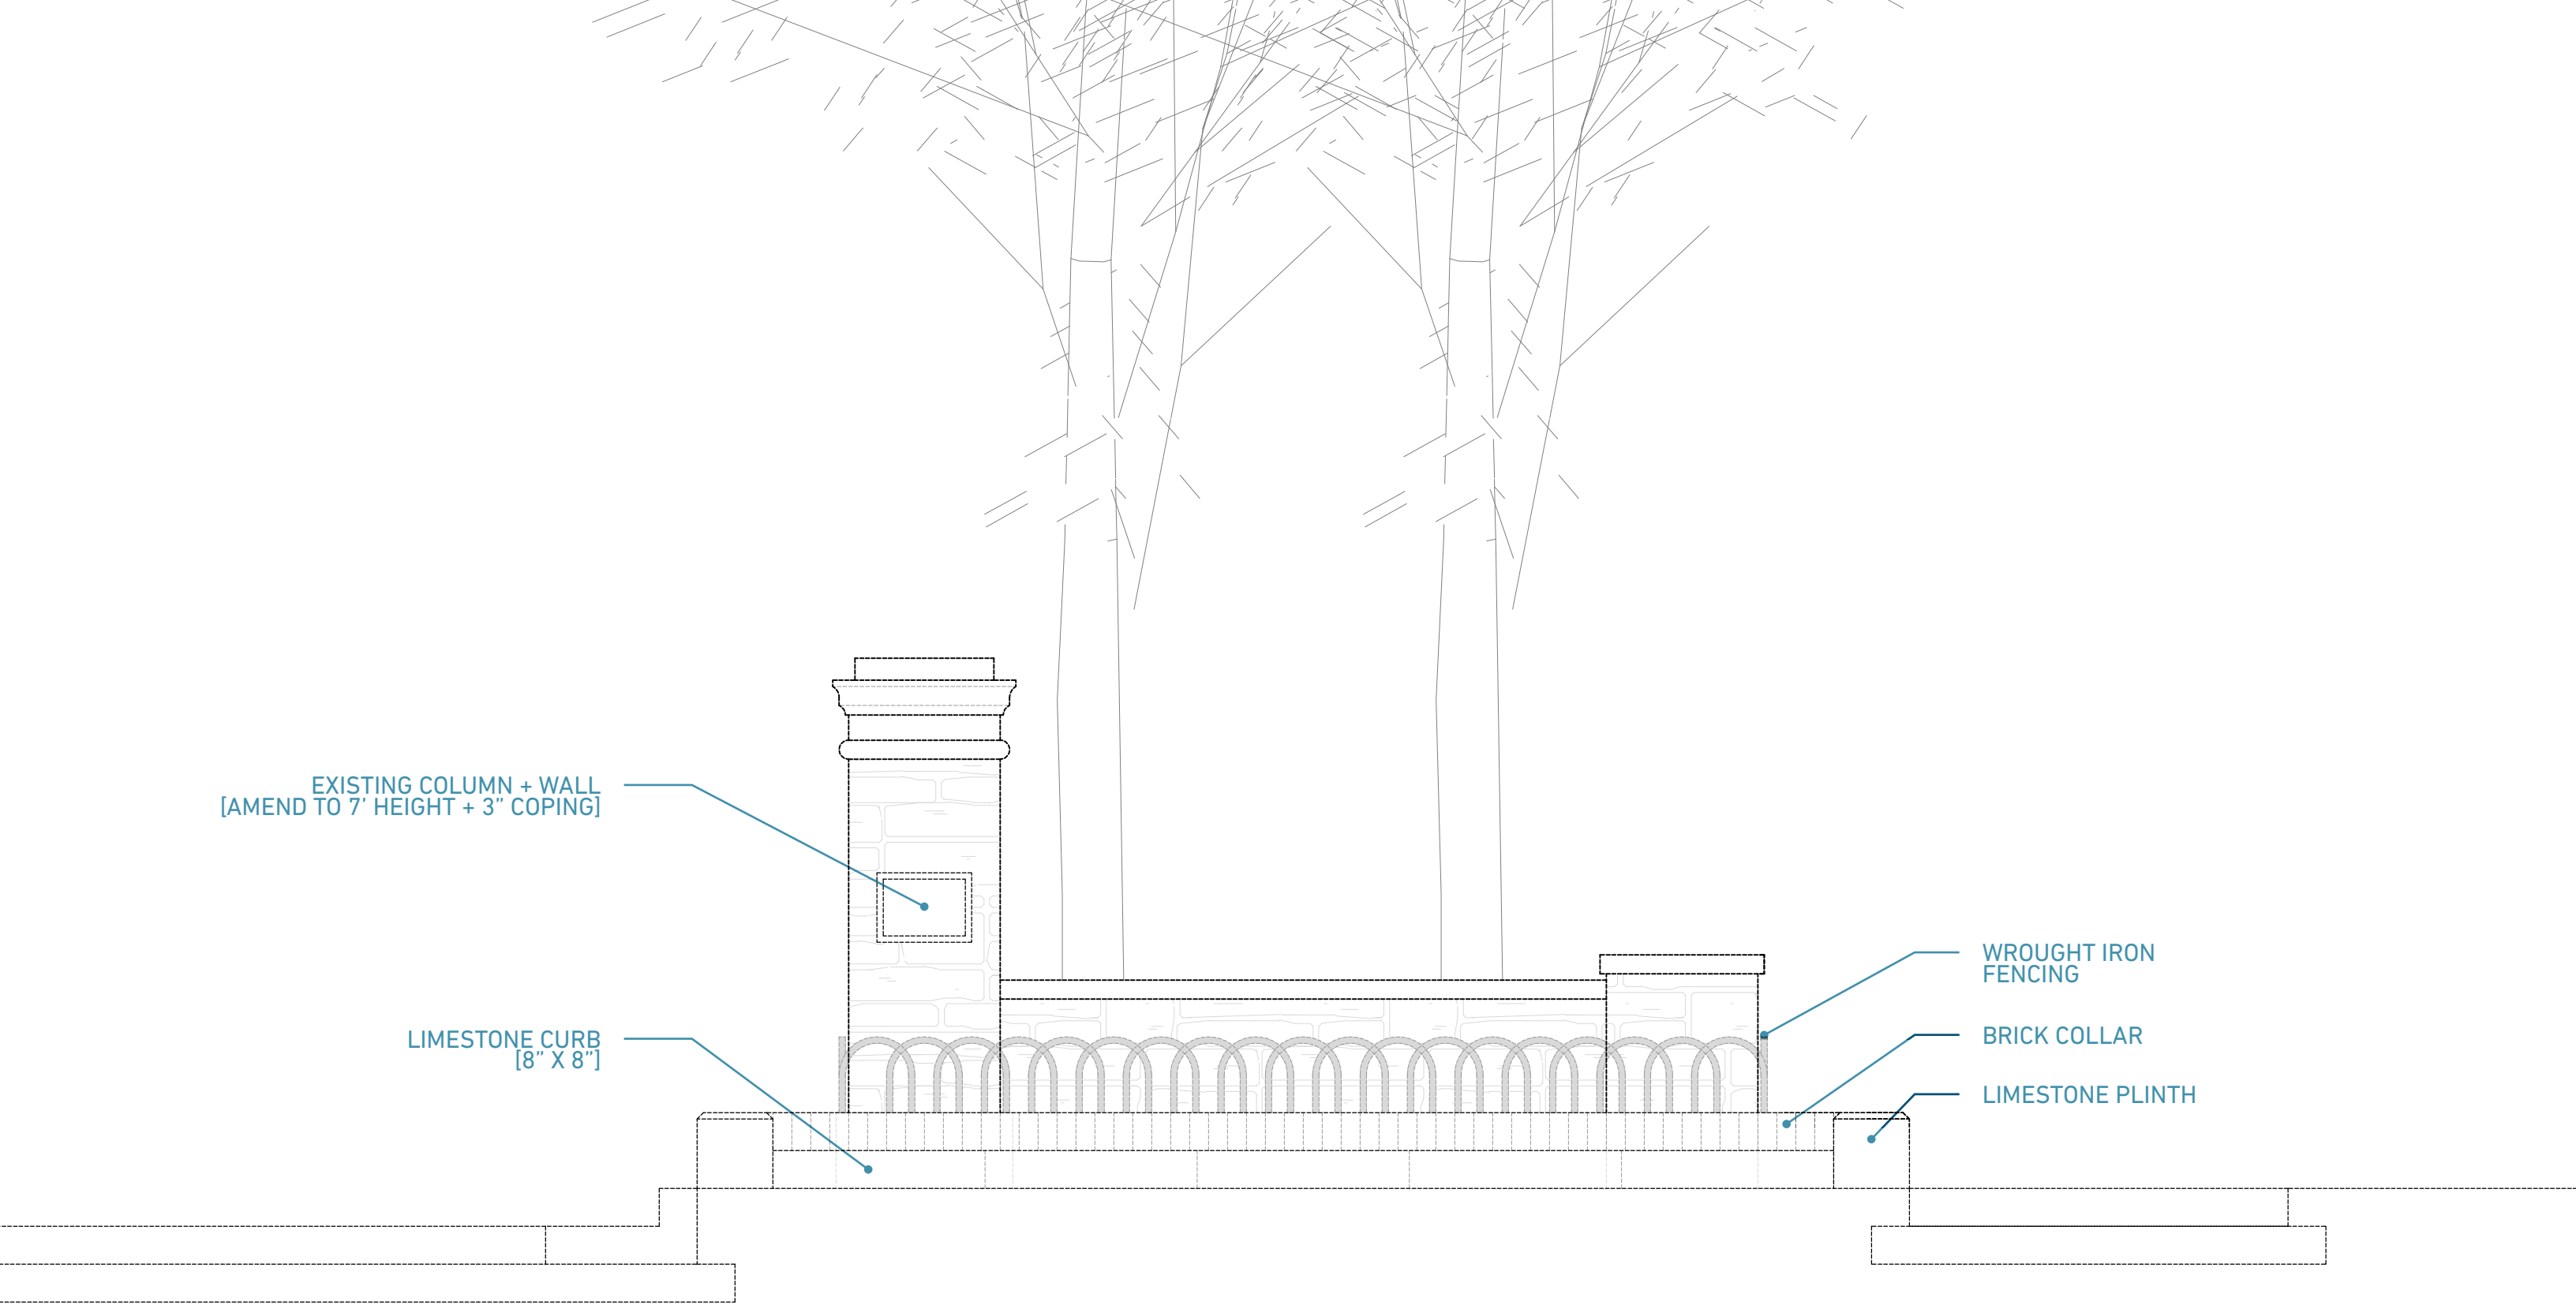 EXISTING COLUMN + WALL
[AMEND TO 7’ HEIGHT + 3” COPING]
LIMESTONE CURB
[8” X 8”]
WROUGHT IRON
FENCING
BRICK COLLAR
LIMESTONE PLINTH